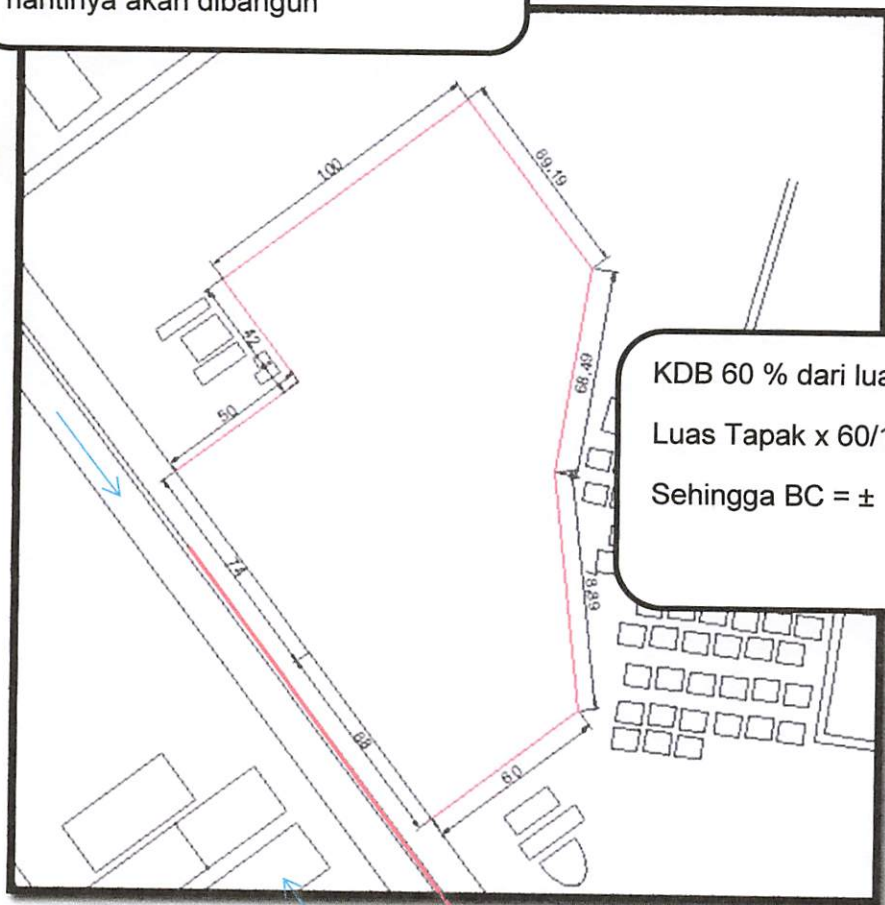 nantinya akan dibangun
100
69.19
42
68.49
50
74
78.89
68
60
KDB 60 % dari lua
Luas Tapak x 60/1
Sehingga BC = ±